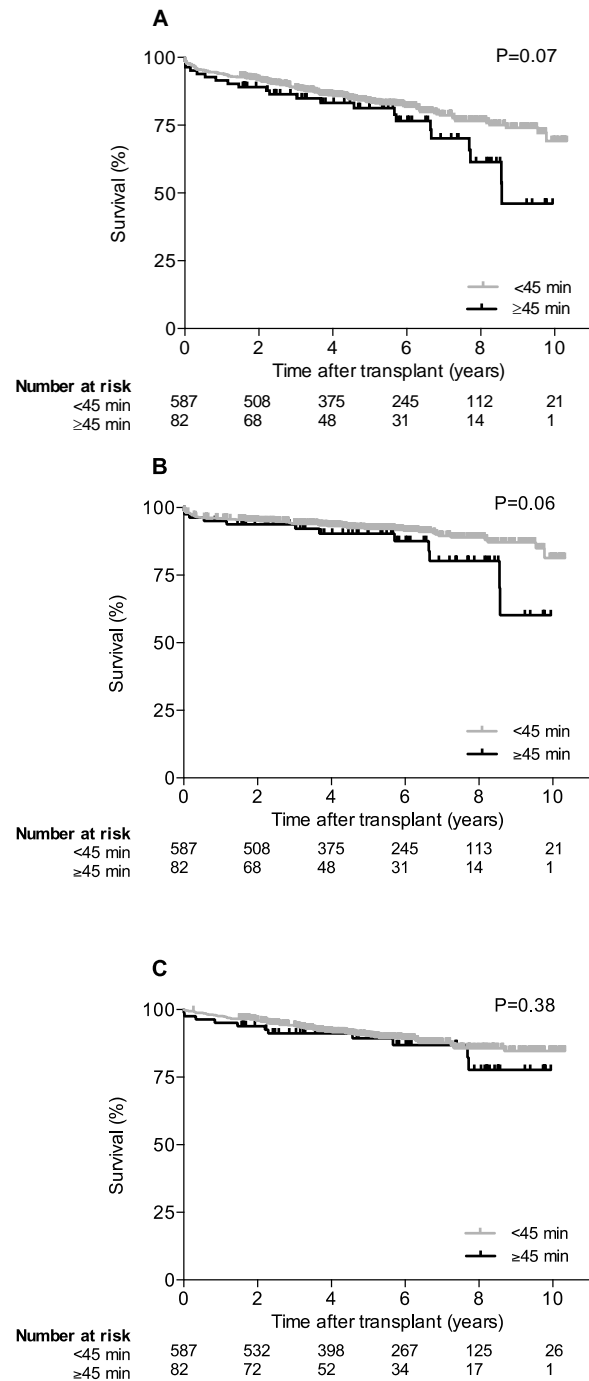 A
P=0.07
100
75
50
25
0
Survival (%)
<45 min
≥45 min
0 2 4 6 8 10
Time after transplant (years)
Number at risk
<45 min 587 508 375 245 112 21
≥45 min 82 68 48 31 14 1
B
P=0.06
100
75
50
25
0
Survival (%)
<45 min
≥45 min
0 2 4 6 8 10
Time after transplant (years)
Number at risk
<45 min 587 508 375 245 113 21
≥45 min 82 68 48 31 14 1
C
P=0.38
100
75
50
25
0
Survival (%)
<45 min
≥45 min
0 2 4 6 8 10
Time after transplant (years)
Number at risk
<45 min 587 532 398 267 125 26
≥45 min 82 72 52 34 17 1